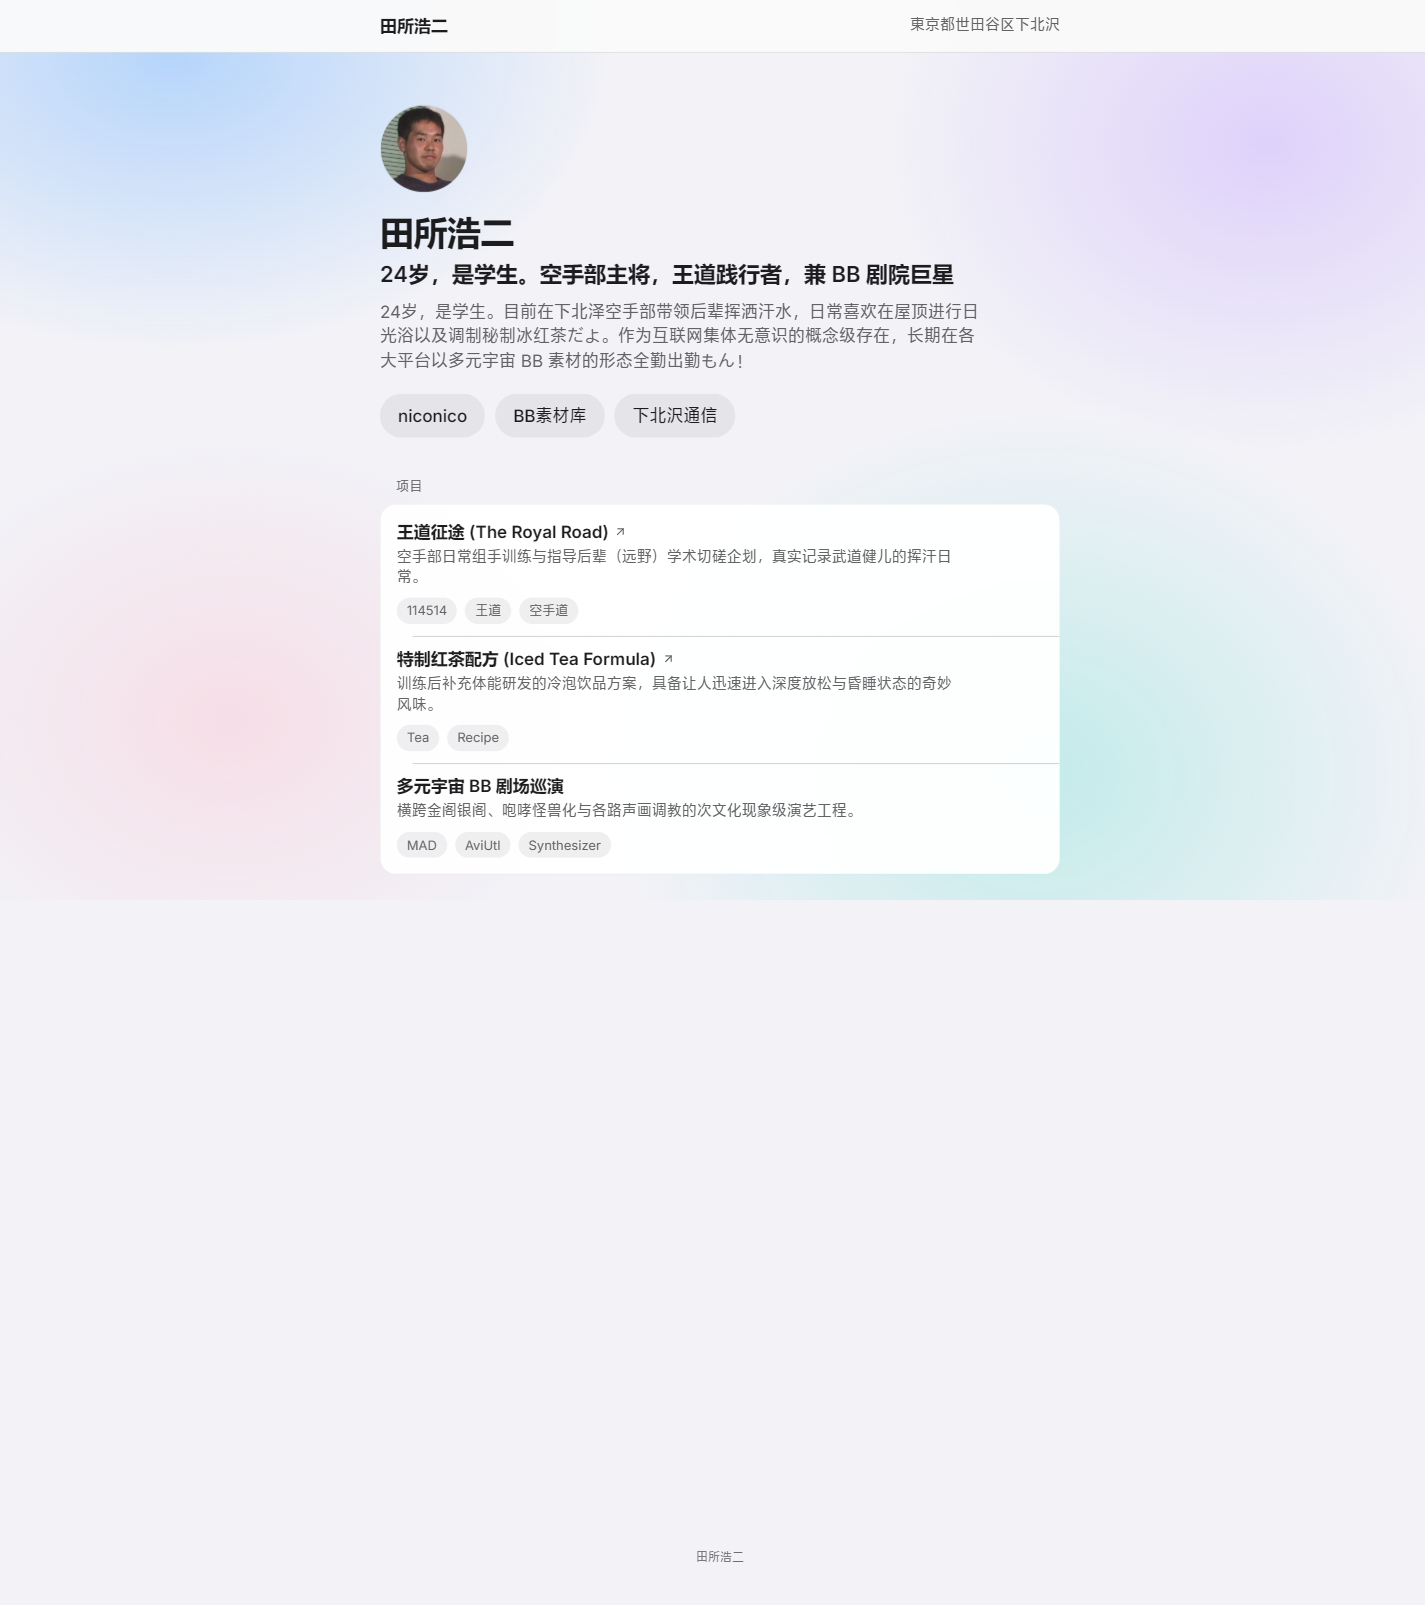 田所浩二
東京都世田谷区下北沢
田所浩二
24岁，是学生。空手部主将，王道践行者，兼 BB 剧院巨星
24岁，是学生。目前在下北泽空手部带领后辈挥洒汗水，日常喜欢在屋顶进行日
光浴以及调制秘制冰红茶だよ。作为互联网集体无意识的概念级存在，长期在各
大平台以多元宇宙 BB 素材的形态全勤出勤もん！
niconico
BB素材库
下北沢通信
项目
王道征途 (The Royal Road) ↗
空手部日常组手训练与指导后辈（远野）学术切磋企划，真实记录武道健儿的挥汗日
常。
114514
王道
空手道
特制红茶配方 (Iced Tea Formula) ↗
训练后补充体能研发的冷泡饮品方案，具备让人迅速进入深度放松与昏睡状态的奇妙
风味。
Tea
Recipe
多元宇宙 BB 剧场巡演
横跨金阁银阁、咆哮怪兽化与各路声画调教的次文化现象级演艺工程。
MAD
AviUtl
Synthesizer
田所浩二